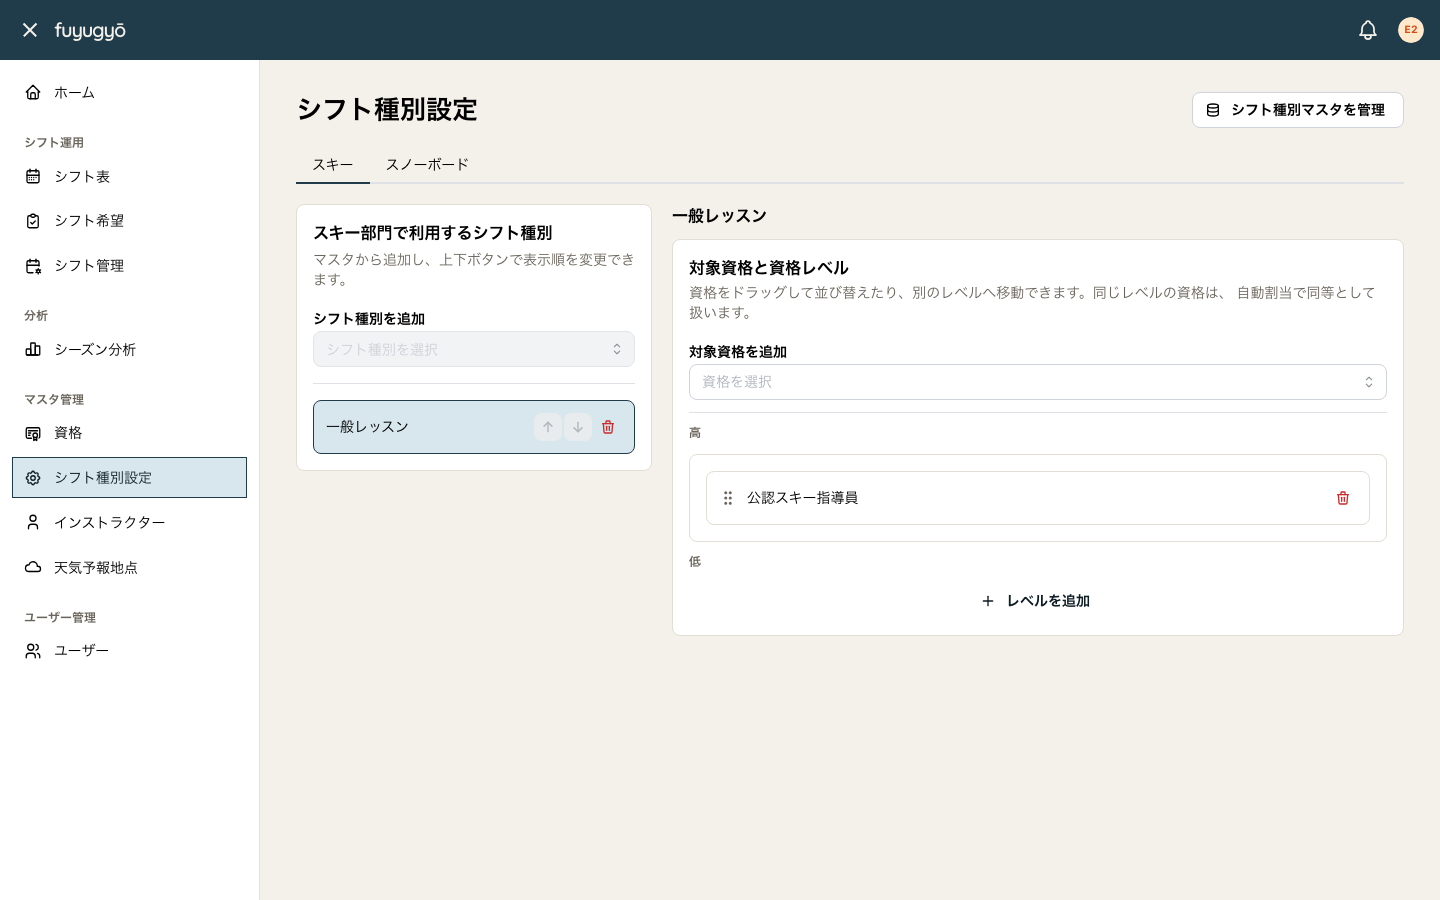 fuyugyō
E2
ホーム
シフト運用
シフト表
シフト希望
シフト管理
分析
シーズン分析
マスタ管理
資格
シフト種別設定
インストラクター
天気予報地点
ユーザー管理
ユーザー
シフト種別設定
シフト種別マスタを管理
スキー
スノーボード
スキー部門で利用するシフト種別
マスタから追加し、上下ボタンで表示順を変更でき
ます。
シフト種別を追加
シフト種別を選択
一般レッスン
一般レッスン
対象資格と資格レベル
資格をドラッグして並び替えたり、別のレベルへ移動できます。同じレベルの資格は、 自動割当で同等として
扱います。
対象資格を追加
資格を選択
高
公認スキー指導員
低
レベルを追加